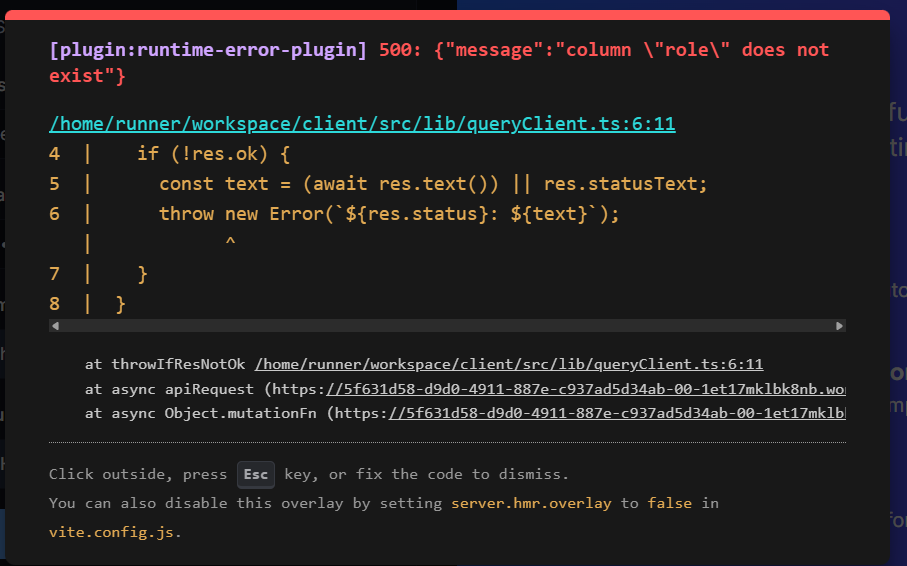 [plugin:runtime-error-plugin] 500: {"message":"column \"role\" does not
exist"}
/home/runner/workspace/client/src/lib/queryClient.ts:6:11
4 | if (!res.ok) {
5 | const text = (await res.text()) || res.statusText;
6 | throw new Error(`${res.status}: ${text}`);
| ^
7 | }
8 | }
at throwIfResNotOk /home/runner/workspace/client/src/lib/queryClient.ts:6:11
at async apiRequest (https://5f631d58-d9d0-4911-887e-c937ad5d34ab-00-1et17mklbk8nb.wor
at async Object.mutationFn (https://5f631d58-d9d0-4911-887e-c937ad5d34ab-00-1et17mklb
Click outside, press Esc key, or fix the code to dismiss.
You can also disable this overlay by setting server.hmr.overlay to false in
vite.config.js.